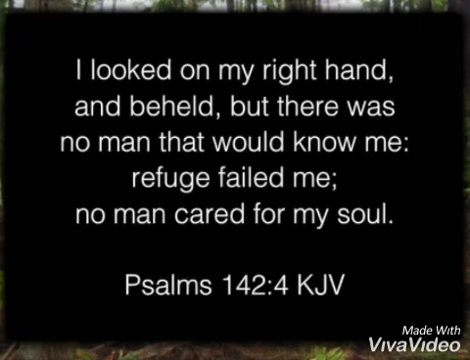 I looked on my right hand,
and beheld, but there was
no man that would know me:
refuge failed me;
no man cared for my soul.
Psalms 142:4 KJV
Made With
VivaVideo